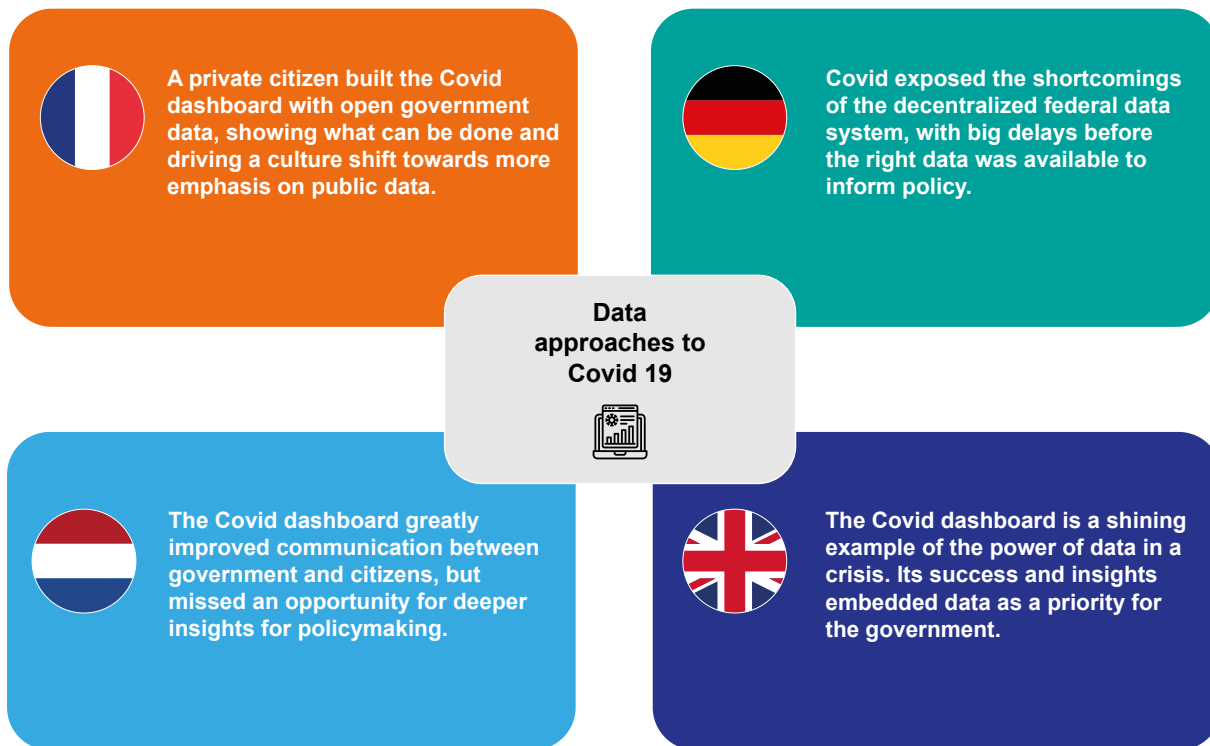 A private citizen built the Covid
dashboard with open government
data, showing what can be done and
driving a culture shift towards more
emphasis on public data.
Covid exposed the shortcomings
of the decentralized federal data
system, with big delays before
the right data was available to
inform policy.
Data
approaches to
Covid 19
The Covid dashboard greatly
improved communication between
government and citizens, but
missed an opportunity for deeper
insights for policymaking.
The Covid dashboard is a shining
example of the power of data in a
crisis. Its success and insights
embedded data as a priority for
the government.